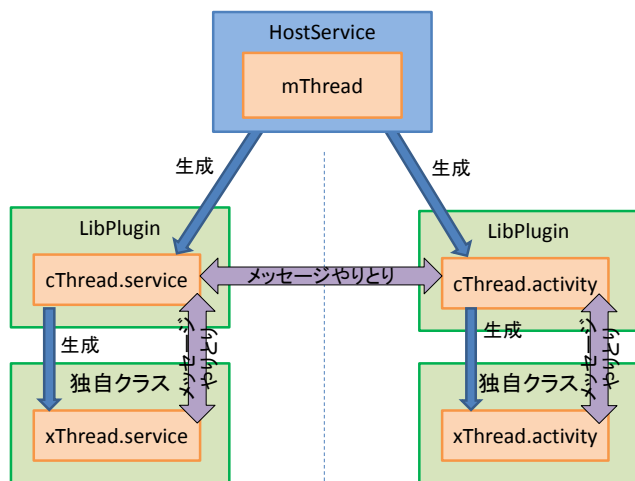 HostService
mThread
生成
生成
LibPlugin
LibPlugin
cThread.service
メッセージやりとり
cThread.activity
生成
メッセージ
やりとり
生成
メッセージ
やりとり
独自クラス
独自クラス
xThread.service
xThread.activity